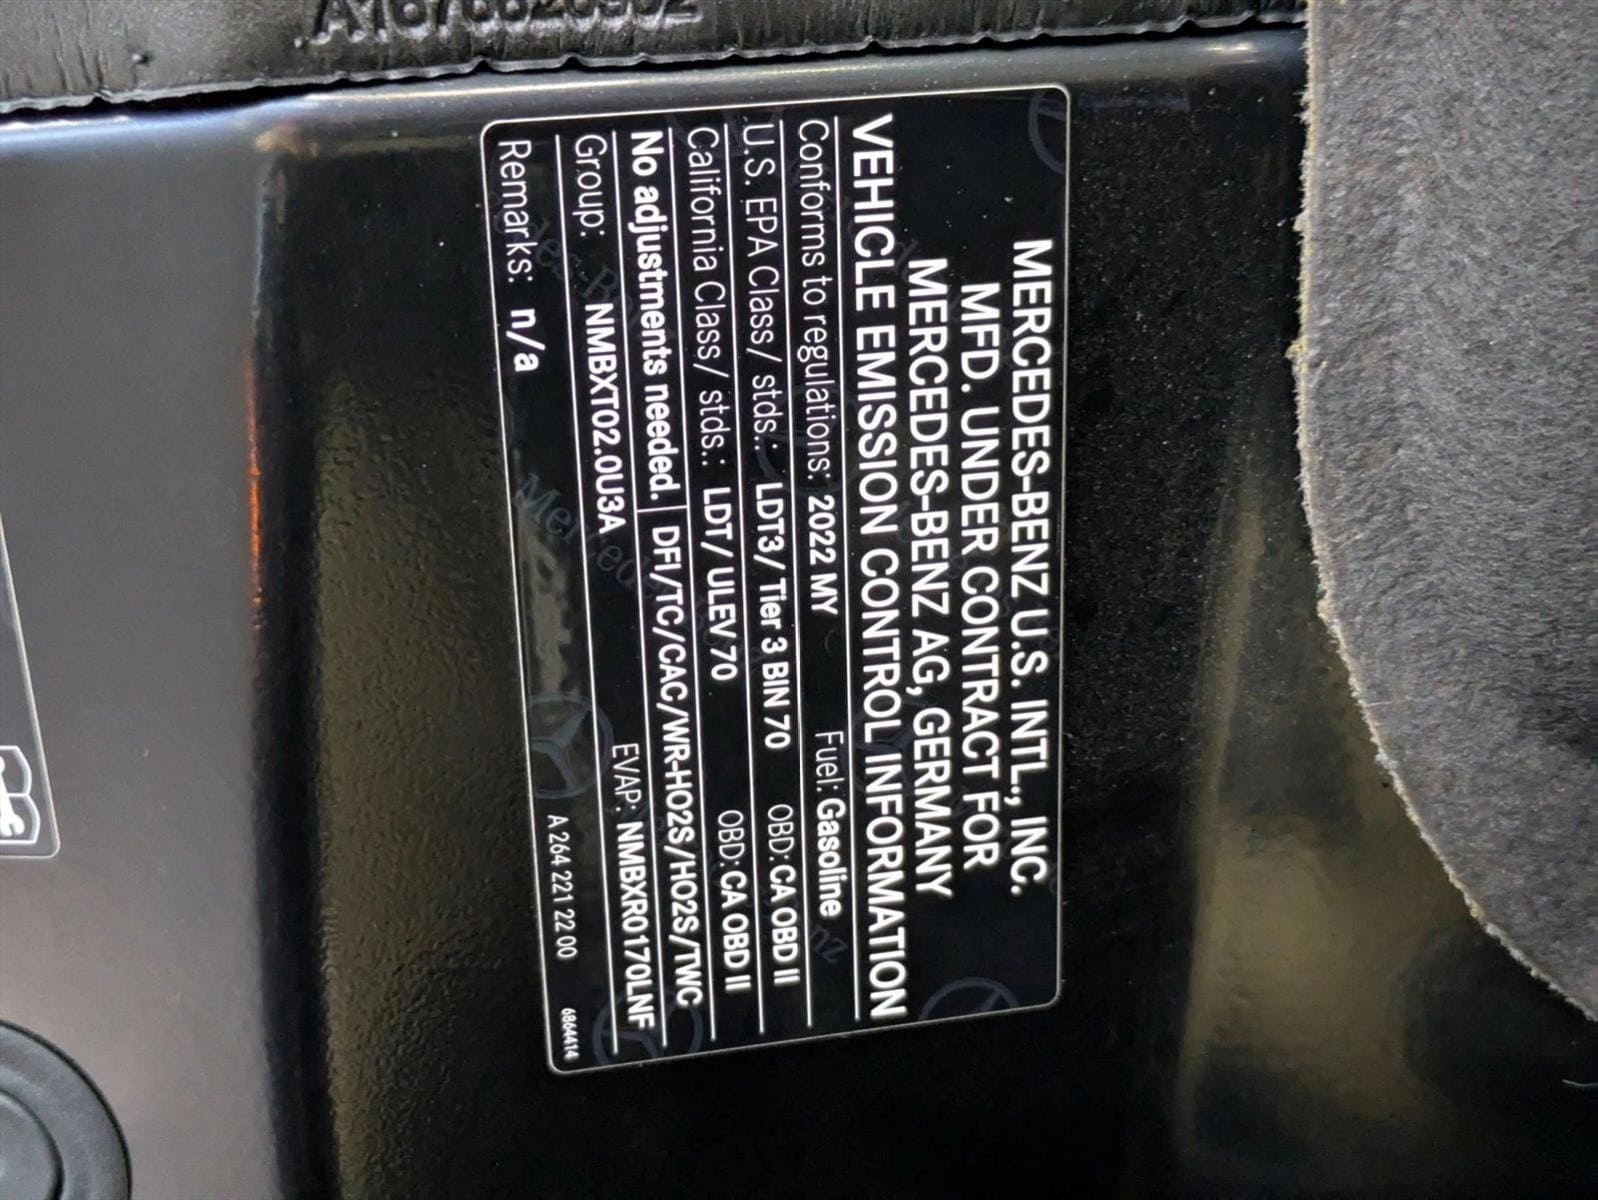 A1676826902
MERCEDES-BENZ U.S. INTL., INC.
MFD. UNDER CONTRACT FOR
MERCEDES-BENZ AG, GERMANY
VEHICLE EMISSION CONTROL INFORMATION
Conforms to regulations: 2022 MY Fuel: Gasoline
U.S. EPA Class/ stds.: LDT3/ Tier 3 BIN 70 OBD: CA OBD II
California Class/ stds.: LDT/ ULEV70 OBD: CA OBD II
No adjustments needed. DFI/TC/CAC/WR-HO2S/HO2S/TWC
Group: NMBXT02.0U3A EVAP: NMBXR0170LNF
Remarks: n/a A 264 221 22 00 6864414